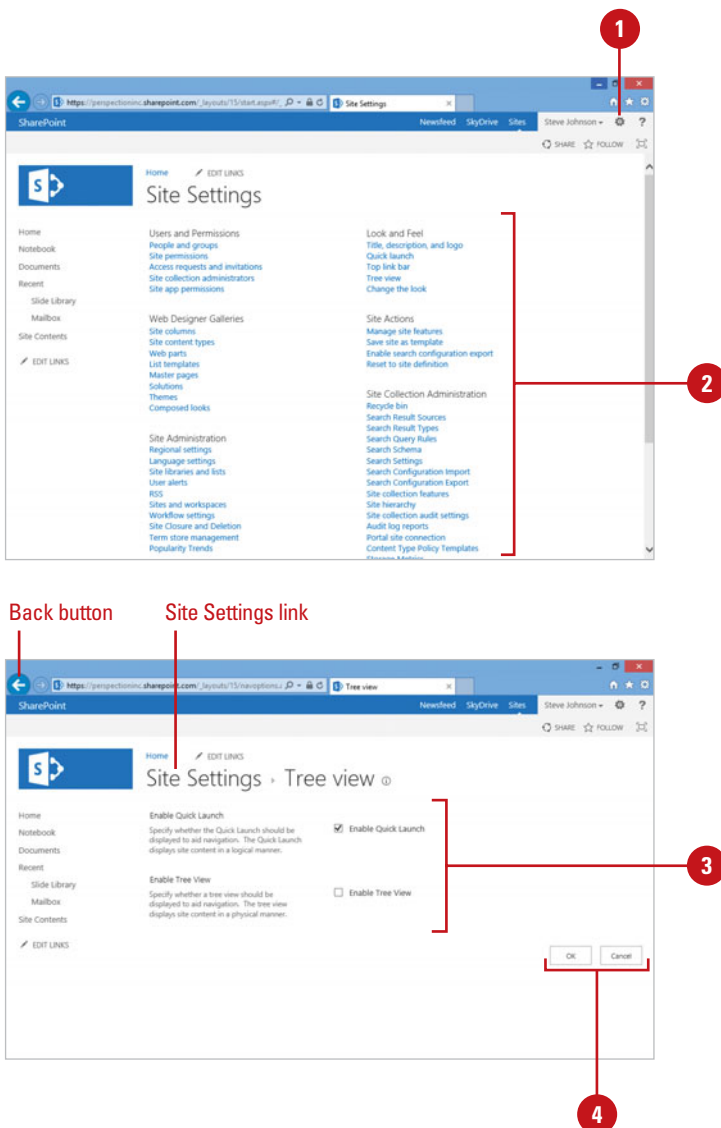 1
https://perspectioninc.sharepoint.com/_layouts/15/start.aspx#/_
Site Settings
SharePoint
Newsfeed SkyDrive Sites
Steve Johnson
?
SHARE FOLLOW
S
Home EDIT LINKS
Site Settings
Home
Notebook
Documents
Recent
Slide Library
Mailbox
Site Contents
EDIT LINKS
Users and Permissions
People and groups
Site permissions
Access requests and invitations
Site collection administrators
Site app permissions
Web Designer Galleries
Site columns
Site content types
Web parts
List templates
Master pages
Solutions
Themes
Composed looks
Site Administration
Regional settings
Language settings
Site libraries and lists
User alerts
RSS
Sites and workspaces
Workflow settings
Site Closure and Deletion
Term store management
Popularity Trends
Look and Feel
Title, description, and logo
Quick launch
Top link bar
Tree view
Change the look
Site Actions
Manage site features
Save site as template
Enable search configuration export
Reset to site definition
Site Collection Administration
Recycle bin
Search Result Sources
Search Result Types
Search Query Rules
Search Schema
Search Settings
Search Configuration Import
Search Configuration Export
Site collection features
Site hierarchy
Site collection audit settings
Audit log reports
Portal site connection
Content Type Policy Templates
Storage Metrics
2
Back button Site Settings link
https://perspectioninc.sharepoint.com/_layouts/15/navoptions.a
Tree view
SharePoint
Newsfeed SkyDrive Sites
Steve Johnson
?
SHARE FOLLOW
S
Home EDIT LINKS
Site Settings › Tree view
Home
Notebook
Documents
Recent
Slide Library
Mailbox
Site Contents
EDIT LINKS
Enable Quick Launch
Specify whether the Quick Launch should be
displayed to aid navigation. The Quick Launch
displays site content in a logical manner.
Enable Quick Launch
Enable Tree View
Specify whether a tree view should be
displayed to aid navigation. The tree view
displays site content in a physical manner.
Enable Tree View
3
OK Cancel
4